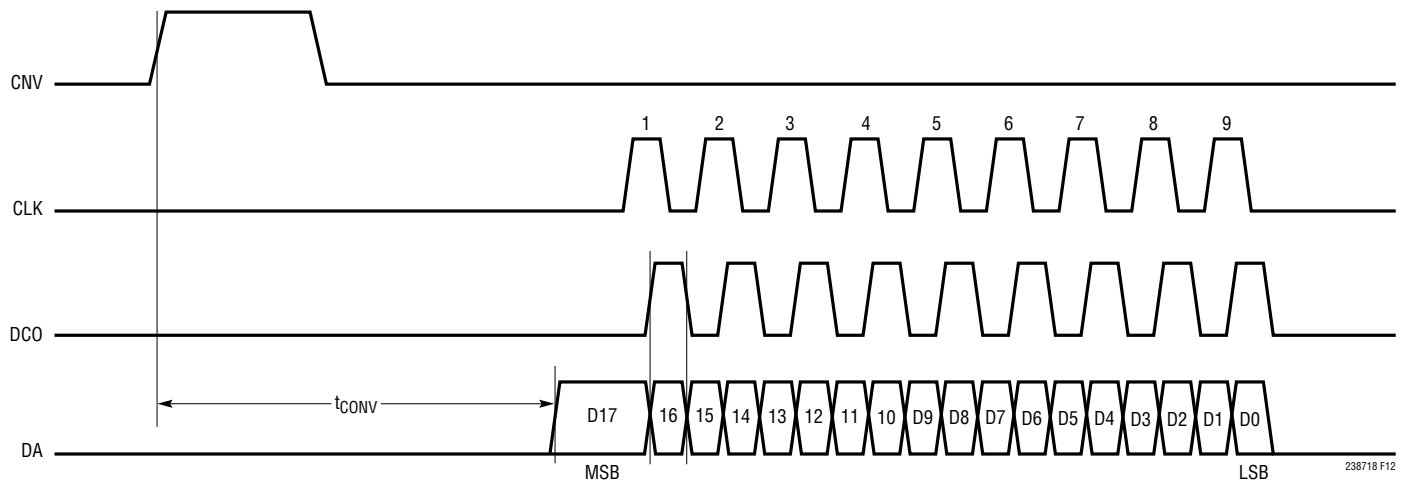 CNV
1 2 3 4 5 6 7 8 9
CLK
DCO
tCONV
D17 16 15 14 13 12 11 10 D9 D8 D7 D6 D5 D4 D3 D2 D1 D0
DA
MSB LSB
238718 F12